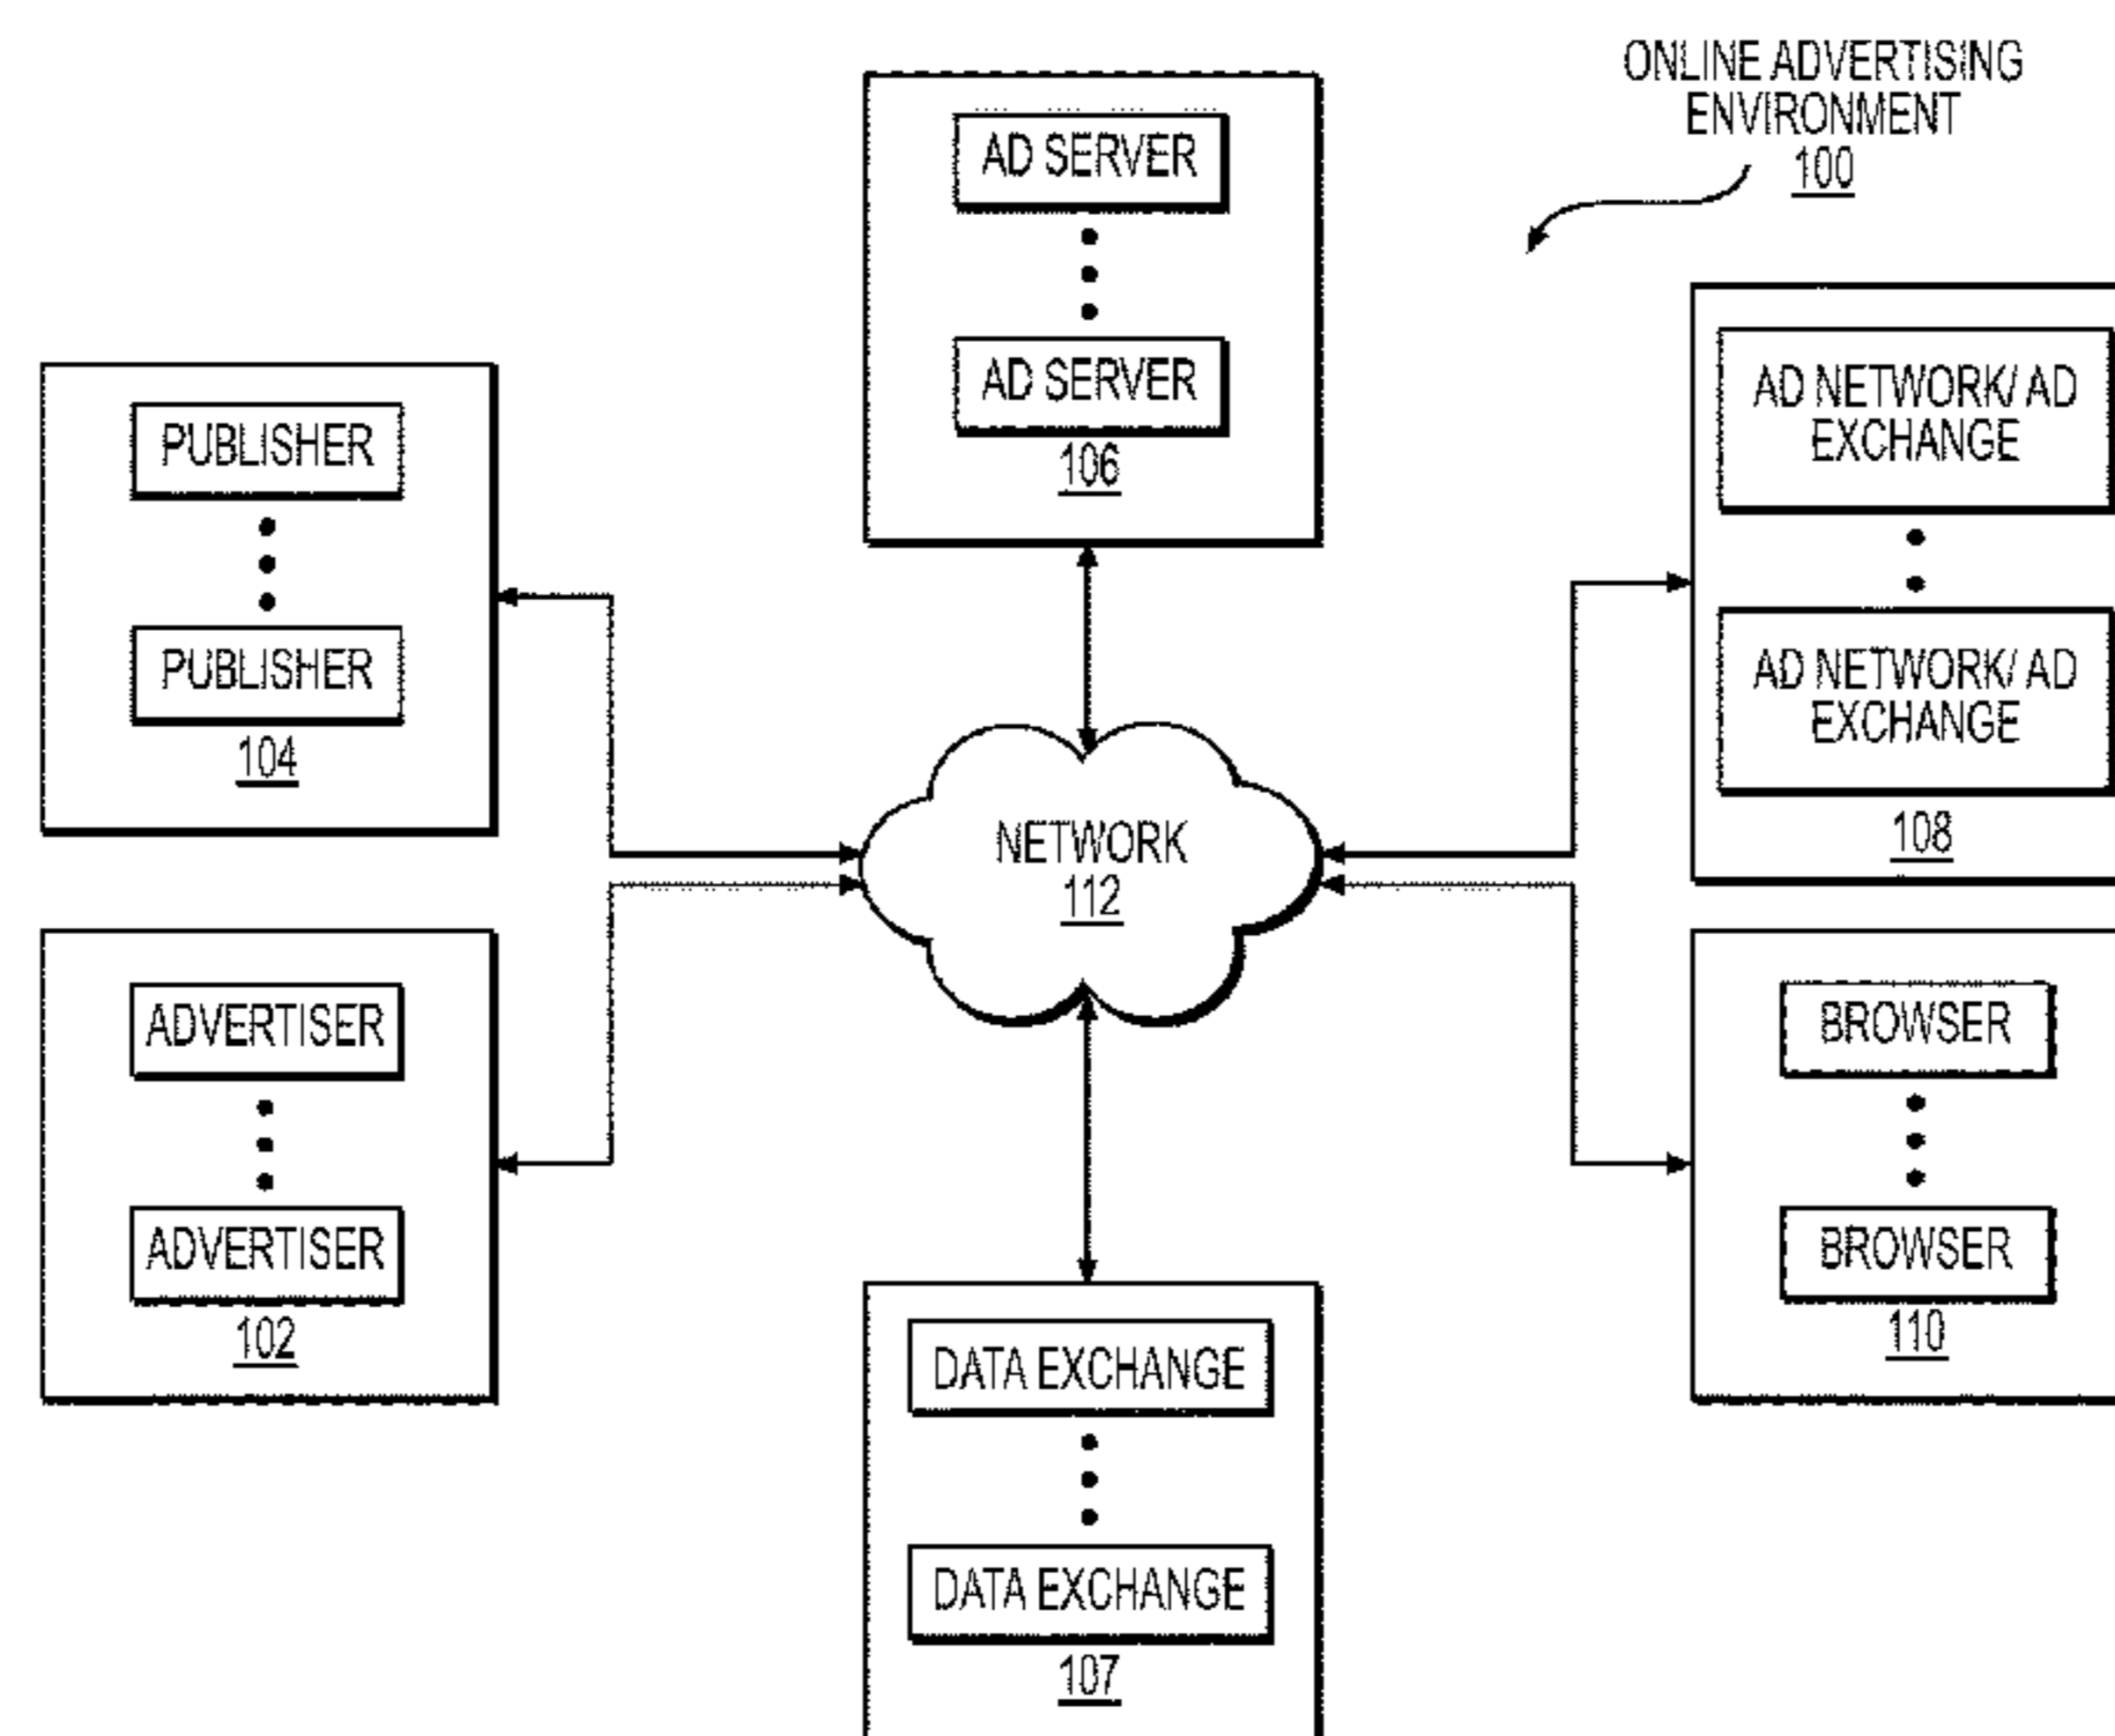 ONLINE ADVERTISING
ENVIRONMENT
100
AD SERVER
AD SERVER
106
PUBLISHER
PUBLISHER
104
AD NETWORK/ AD
EXCHANGE
AD NETWORK/ AD
EXCHANGE
108
NETWORK
112
ADVERTISER
ADVERTISER
102
BROWSER
BROWSER
110
DATA EXCHANGE
DATA EXCHANGE
107